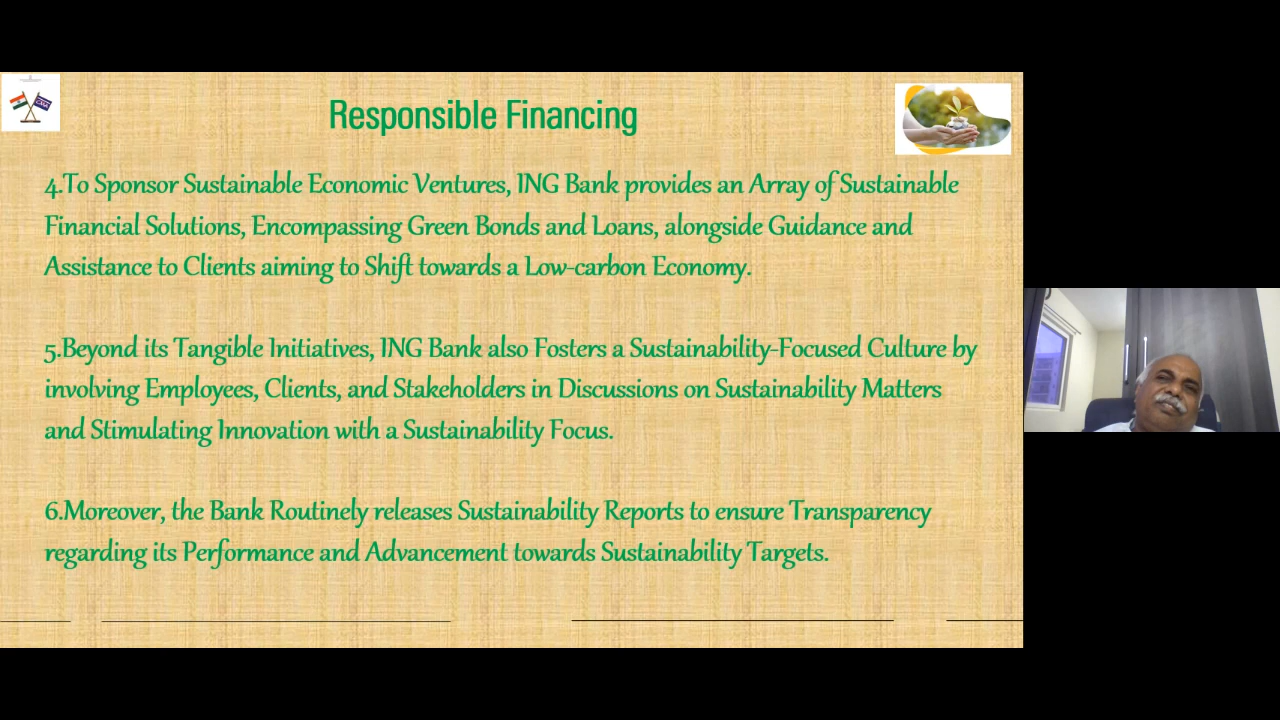 Responsible Financing
4.To Sponsor Sustainable Economic Ventures, ING Bank provides an Array of Sustainable
Financial Solutions, Encompassing Green Bonds and Loans, alongside Guidance and
Assistance to Clients aiming to Shift towards a Low-carbon Economy.
5.Beyond its Tangible Initiatives, ING Bank also Fosters a Sustainability-Focused Culture by
involving Employees, Clients, and Stakeholders in Discussions on Sustainability Matters
and Stimulating Innovation with a Sustainability Focus.
6.Moreover, the Bank Routinely releases Sustainability Reports to ensure Transparency
regarding its Performance and Advancement towards Sustainability Targets.